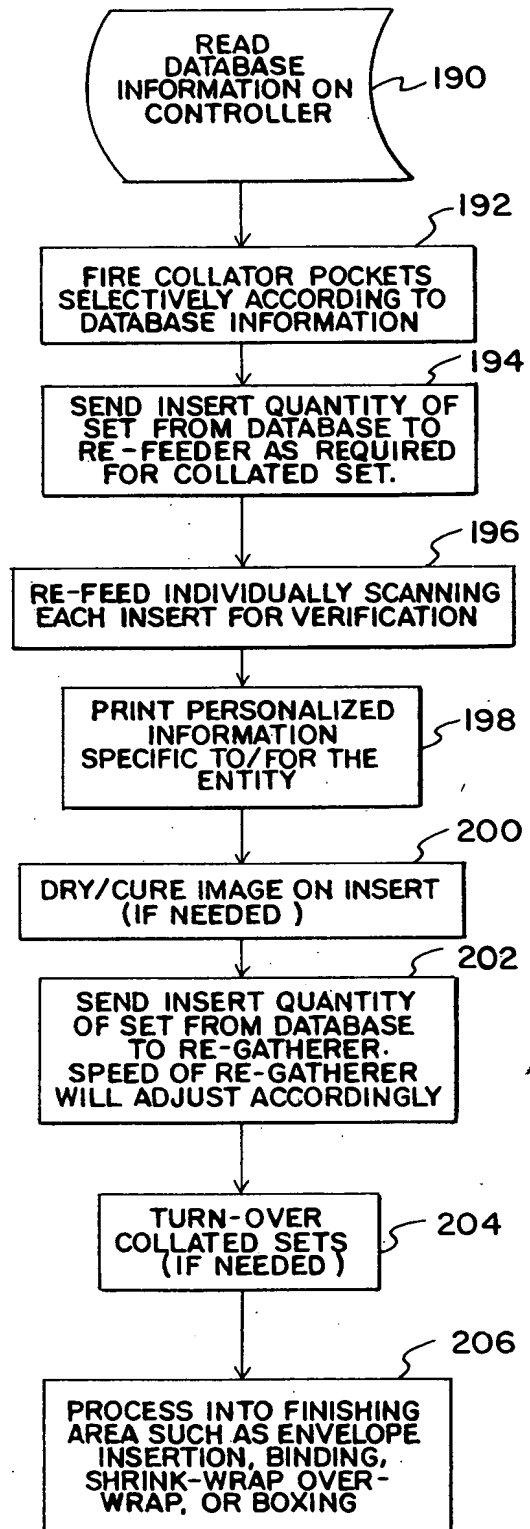 READ
DATABASE
INFORMATION ON
CONTROLLER
190
192
FIRE COLLATOR POCKETS
SELECTIVELY ACCORDING TO
DATABASE INFORMATION
194
SEND INSERT QUANTITY OF
SET FROM DATABASE TO
RE-FEEDER AS REQUIRED
FOR COLLATED SET.
196
RE-FEED INDIVIDUALLY SCANNING
EACH INSERT FOR VERIFICATION
PRINT PERSONALIZED
INFORMATION
SPECIFIC TO/FOR THE
ENTITY
198
200
DRY/CURE IMAGE ON INSERT
(IF NEEDED)
202
SEND INSERT QUANTITY
OF SET FROM DATABASE
TO RE-GATHERER.
SPEED OF RE-GATHERER
WILL ADJUST ACCORDINGLY
TURN-OVER
COLLATED SETS
(IF NEEDED)
204
206
PROCESS INTO FINISHING
AREA SUCH AS ENVELOPE
INSERTION, BINDING,
SHRINK-WRAP OVER-
WRAP, OR BOXING